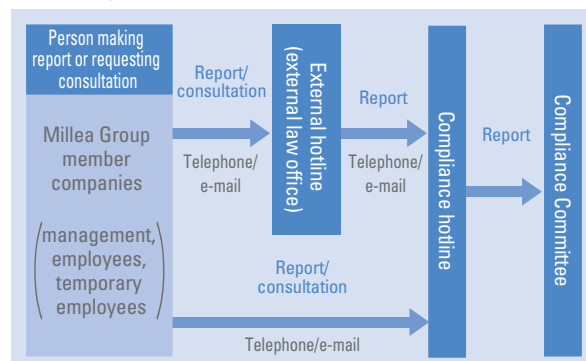 Person making
report or requesting
consultation
Millea Group
member
companies
(management,
employees,
temporary
employees)
Report/
consultation
Telephone/
e-mail
External hotline
(external law office)
Report
Telephone/
e-mail
Report/
consultation
Telephone/e-mail
Compliance hotline
Report
Compliance Committee